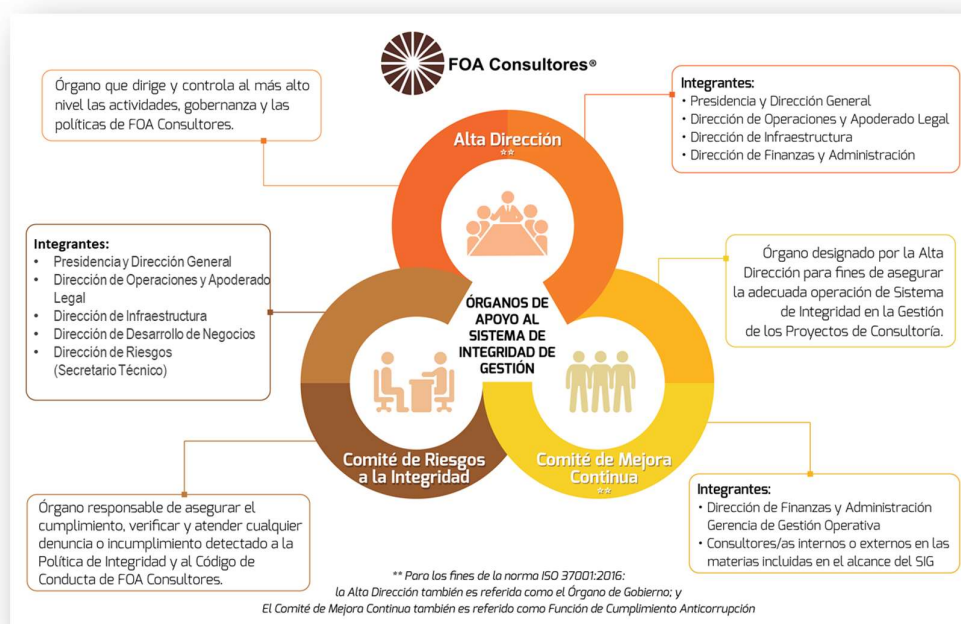 FOA Consultores®
Órgano que dirige y controla al más alto
nivel las actividades, gobernanza y las
políticas de FOA Consultores.
Integrantes:
• Presidencia y Dirección General
• Dirección de Operaciones y Apoderado Legal
• Dirección de Infraestructura
• Dirección de Finanzas y Administración
Alta Dirección
**
Integrantes:
• Presidencia y Dirección General
• Dirección de Operaciones y Apoderado
Legal
• Dirección de Infraestructura
• Dirección de Desarrollo de Negocios
• Dirección de Riesgos
(Secretario Técnico)
ÓRGANOS DE
APOYO AL
SISTEMA DE
INTEGRIDAD DE
GESTIÓN
Órgano designado por la Alta
Dirección para fines de asegurar
la adecuada operación de Sistema
de Integridad en la Gestión
de los Proyectos de Consultoría.
Comité de Riesgos
a la Integridad
Comité de Mejora
Continua
**
Órgano responsable de asegurar el
cumplimiento, verificar y atender cualquier
denuncia o incumplimiento detectado a la
Política de Integridad y al Código de
Conducta de FOA Consultores.
Integrantes:
• Dirección de Finanzas y Administración
Gerencia de Gestión Operativa
• Consultores/as internos o externos en las
materias incluidas en el alcance del SIG
** Para los fines de la norma ISO 37001:2016:
la Alta Dirección también es referida como el Órgano de Gobierno; y
El Comité de Mejora Continua también es referido como Función de Cumplimiento Anticorrupción